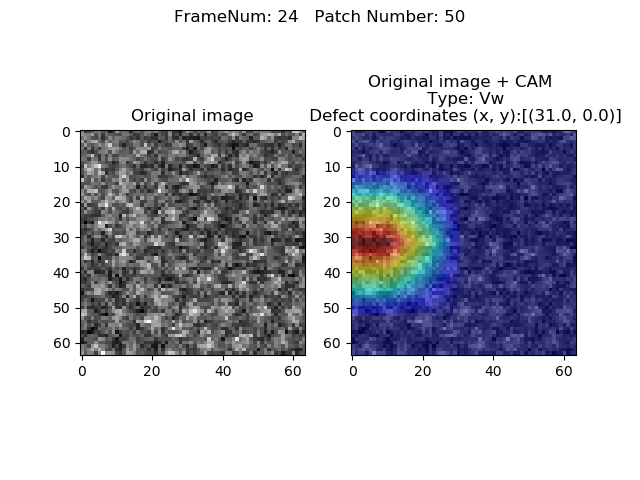 FrameNum: 24   Patch Number: 50
Original image
Original image + CAM
Type: Vw
Defect coordinates (x, y):[(31.0, 0.0)]
0
10
20
30
40
50
60
0 20 40 60
0
10
20
30
40
50
60
0 20 40 60